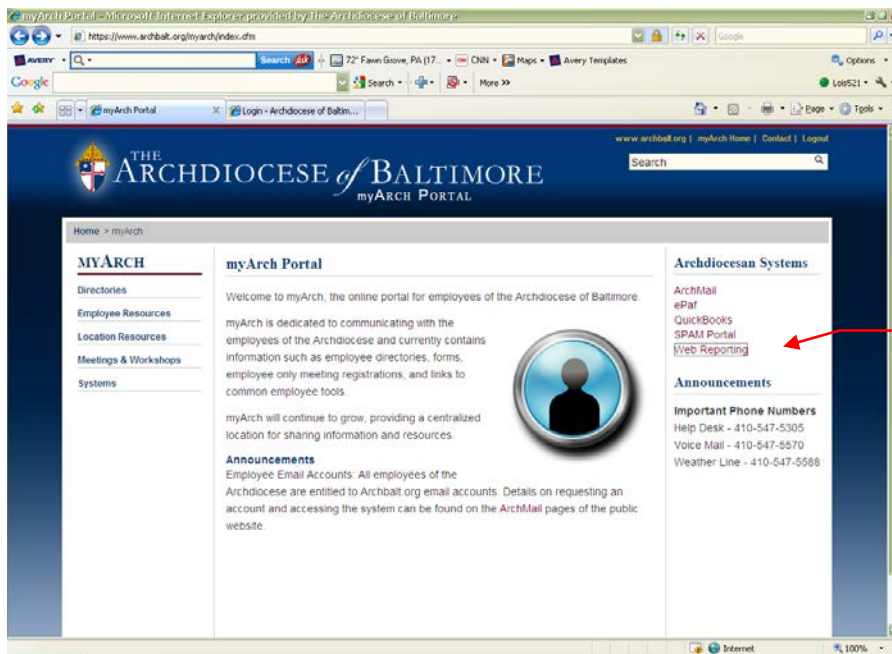 myArch Portal - Microsoft Internet Explorer provided by The Archdiocese of Baltimore
https://www.archbalt.org/myarch/index.cfm
Google
AVERY
Q
Search
72° Fawn Grove, PA (17...
CNN
Maps
Avery Templates
Options
Google
Search
More >>
Lois521
myArch Portal
Login - Archdiocese of Baltim...
Page
Tools
www.archbalt.org | myArch Home | Contact | Logout
Search
THE
ARCHDIOCESE of BALTIMORE
MYARCH PORTAL
Home > myArch
MYARCH
Directories
Employee Resources
Location Resources
Meetings & Workshops
Systems
myArch Portal
Welcome to myArch, the online portal for employees of the Archdiocese of Baltimore.
myArch is dedicated to communicating with the
employees of the Archdiocese and currently contains
information such as employee directories, forms,
employee only meeting registrations, and links to
common employee tools.
myArch will continue to grow, providing a centralized
location for sharing information and resources.
Announcements
Employee Email Accounts: All employees of the
Archdiocese are entitled to Archbalt.org email accounts. Details on requesting an
account and accessing the system can be found on the ArchMail pages of the public
website.
Archdiocesan Systems
ArchMail
ePaf
QuickBooks
SPAM Portal
Web Reporting
Announcements
Important Phone Numbers
Help Desk - 410-547-5305
Voice Mail - 410-547-5570
Weather Line - 410-547-5588
Internet
100%